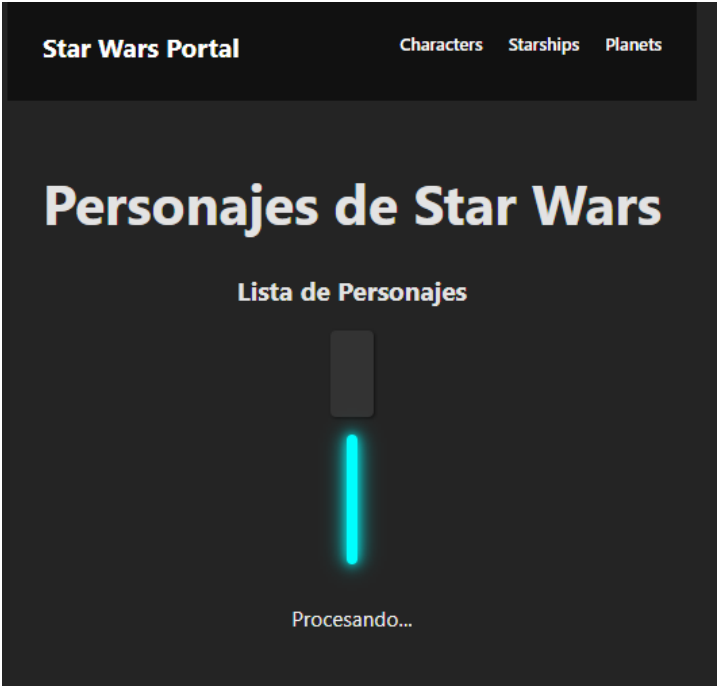 Star Wars Portal
Characters Starships Planets
Personajes de Star Wars
Lista de Personajes
Procesando...